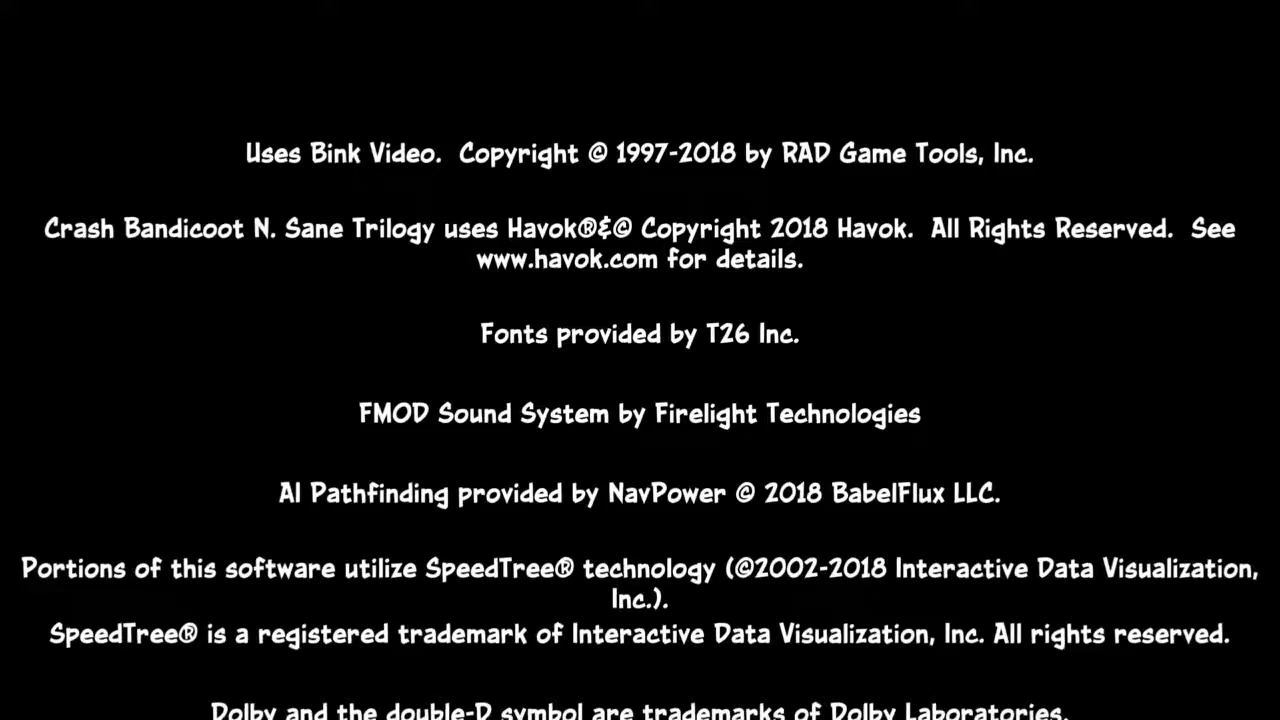 Uses Bink Video.  Copyright © 1997-2018 by RAD Game Tools, Inc.
Crash Bandicoot N. Sane Trilogy uses Havok®&© Copyright 2018 Havok.  All Rights Reserved.  See
www.havok.com for details.
Fonts provided by T26 Inc.
FMOD Sound System by Firelight Technologies
AI Pathfinding provided by NavPower © 2018 BabelFlux LLC.
Portions of this software utilize SpeedTree® technology (©2002-2018 Interactive Data Visualization,
Inc.).
SpeedTree® is a registered trademark of Interactive Data Visualization, Inc. All rights reserved.
Dolby and the double-D symbol are trademarks of Dolby Laboratories.